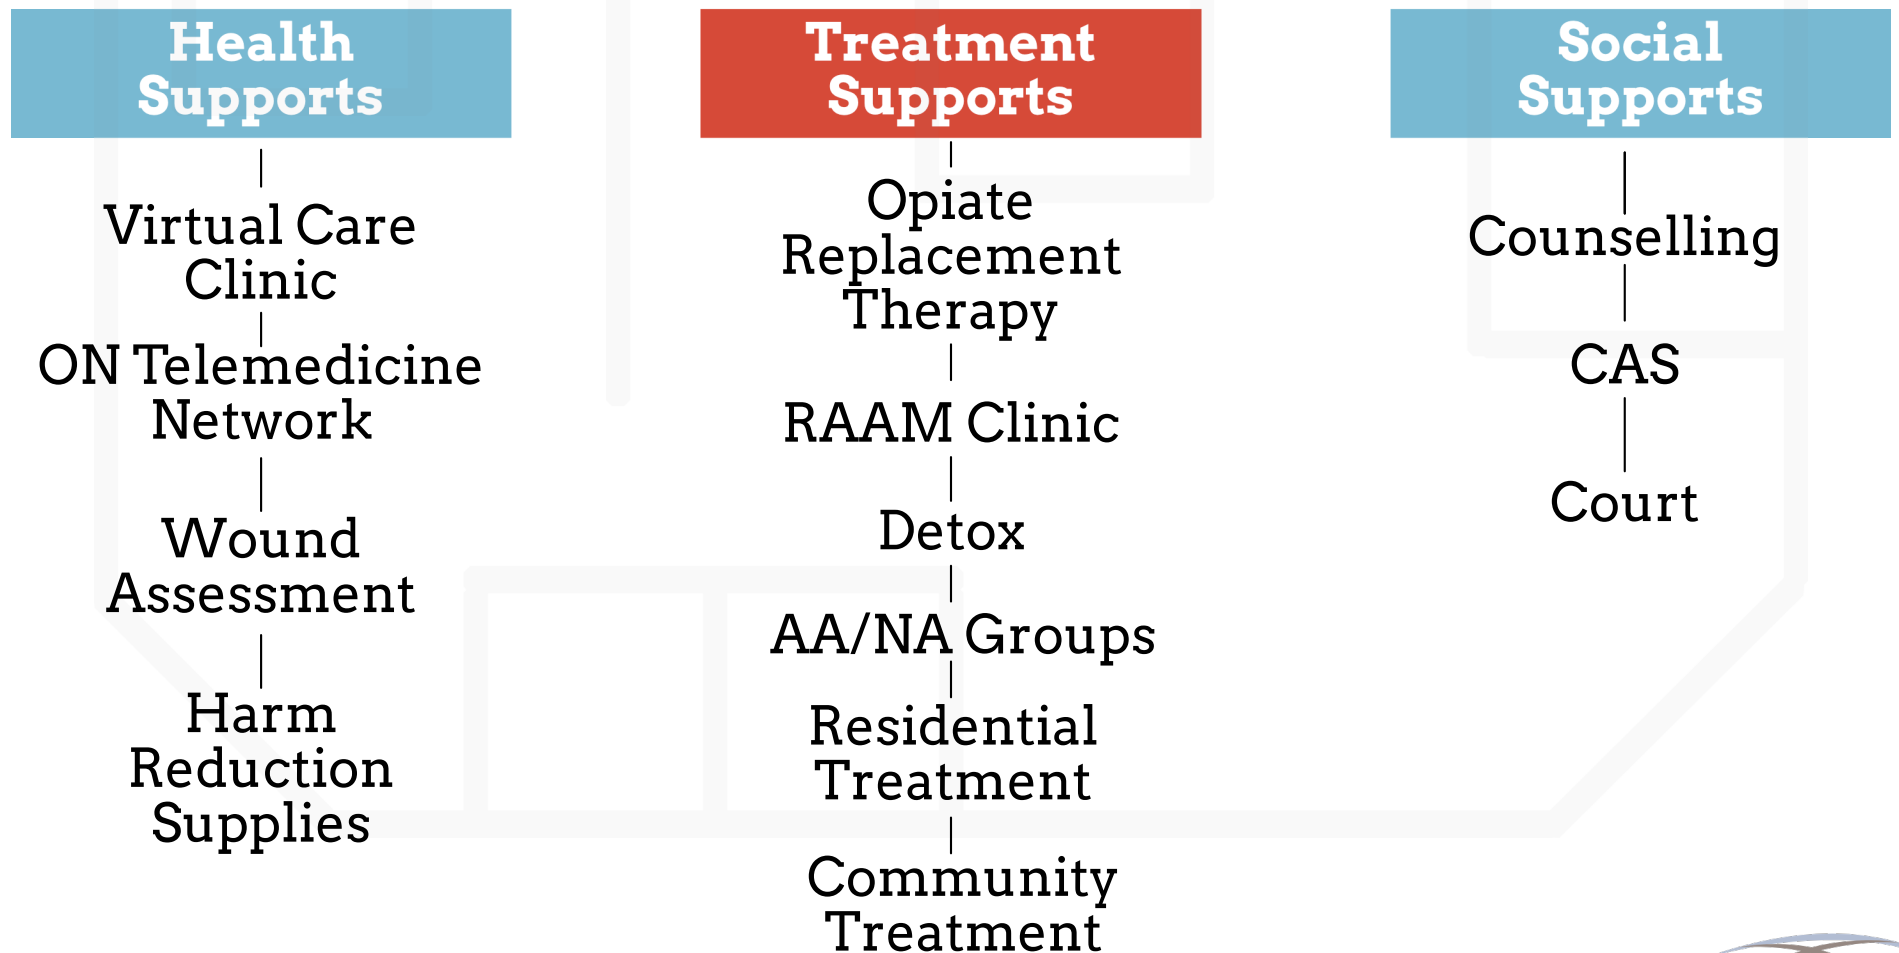 Health
Supports
Virtual Care
Clinic
ON Telemedicine
Network
Wound
Assessment
Harm
Reduction
Supplies
Treatment
Supports
Opiate
Replacement
Therapy
RAAM Clinic
Detox
AA/NA Groups
Residential
Treatment
Community
Treatment
Social
Supports
Counselling
CAS
Court